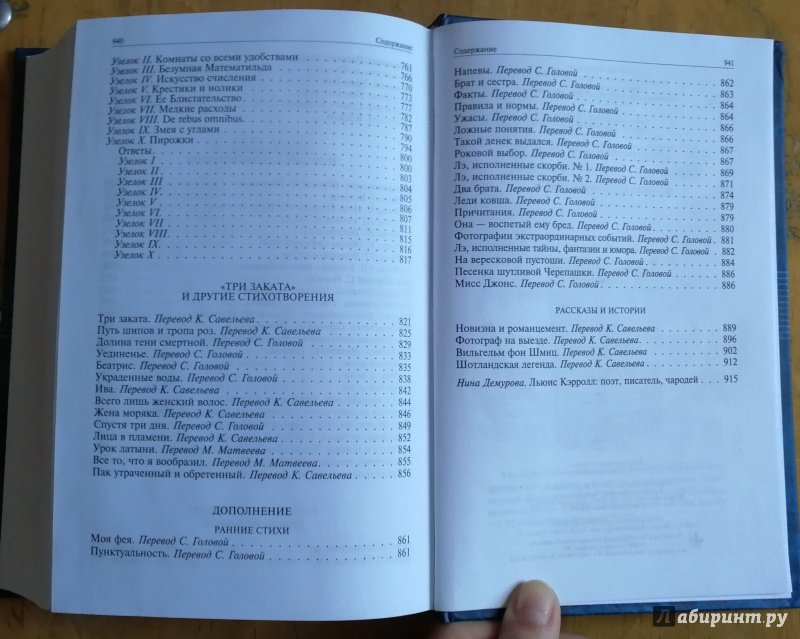 940 Содержание
Узелок II. Комнаты со всеми удобствами
Узелок III. Безумная Математильда 761
Узелок IV. Искусство счисления 766
Узелок V. Крестики и нолики 770
Узелок VI. Ее Блистательство 773
Узелок VII. Мелкие расходы 777
Узелок VIII. De rebus omnibus. 782
Узелок IX. Змея с углами 787
Узелок X. Пирожки 790
Ответы. 794
Узелок I 800
Узелок II 800
Узелок III 803
Узелок IV. 804
Узелок V 806
Узелок VI. 807
Узелок VII 811
Узелок VIII 815
Узелок IX. 816
Узелок X 817
«ТРИ ЗАКАТА»
И ДРУГИЕ СТИХОТВОРЕНИЯ
Три заката. Перевод К. Савельева. 821
Путь шипов и тропа роз. Перевод К. Савельева 825
Долина тени смертной. Перевод С. Головой 829
Уединенье. Перевод С. Головой 833
Беатрис. Перевод С. Головой 835
Украденные воды. Перевод С. Головой 838
Ива. Перевод К. Савельева 842
Всего лишь женский волос. Перевод К. Савельева 844
Жена моряка. Перевод К. Савельева 846
Спустя три дня. Перевод С. Головой 849
Лица в пламени. Перевод К. Савельева 852
Урок латыни. Перевод М. Матвеева 854
Все то, что я вообразил. Перевод М. Матвеева. 855
Пак утраченный и обретенный. Перевод К. Савельева 856
ДОПОЛНЕНИЕ
РАННИЕ СТИХИ
Моя фея. Перевод С. Головой 861
Пунктуальность. Перевод С. Головой 861
Содержание 941
Напевы. Перевод С. Головой
Брат и сестра. Перевод С. Головой 862
Факты. Перевод С. Головой 863
Правила и нормы. Перевод С. Головой 864
Ужасы. Перевод С. Головой 864
Ложные понятия. Перевод С. Головой 866
Такой денек выдался. Перевод С. Головой 866
Роковой выбор. Перевод С. Головой 867
Лэ, исполненные скорби. № 1. Перевод С. Головой 869
Лэ, исполненные скорби. № 2. Перевод С. Головой 871
Два брата. Перевод С. Головой 874
Леди ковша. Перевод С. Головой 879
Причитания. Перевод С. Головой 879
Она — воспетый ему бред. Перевод С. Головой 880
Фотографии экстраординарных событий. Перевод С. Головой 881
Лэ, исполненные тайны, фантазии и юмора. Перевод С. Головой 882
На вересковой пустоши. Перевод С. Головой 884
Песенка шутливой Черепашки. Перевод С. Головой 886
Мисс Джонс. Перевод С. Головой 886
РАССКАЗЫ И ИСТОРИИ
Новизна и романцемент. Перевод К. Савельева 889
Фотограф на выезде. Перевод К. Савельева 896
Вильгельм фон Шмиц. Перевод К. Савельева 902
Шотландская легенда. Перевод К. Савельева 912
Нина Демурова. Льюис Кэрролл: поэт, писатель, чародей 915
Лабиринт.ру